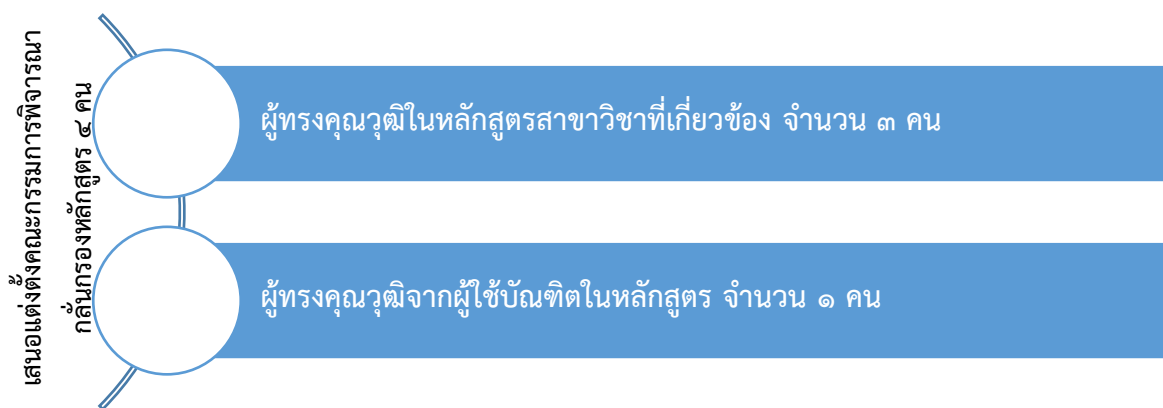 เสนอแต่งตั้งคณะกรรมการพิจารณา
กลั่นกรองหลักสูตร ๔ คน
ผู้ทรงคุณวุฒิในหลักสูตรสาขาวิชาที่เกี่ยวข้อง จำนวน ๓ คน
ผู้ทรงคุณวุฒิจากผู้ใช้บัณฑิตในหลักสูตร จำนวน ๑ คน